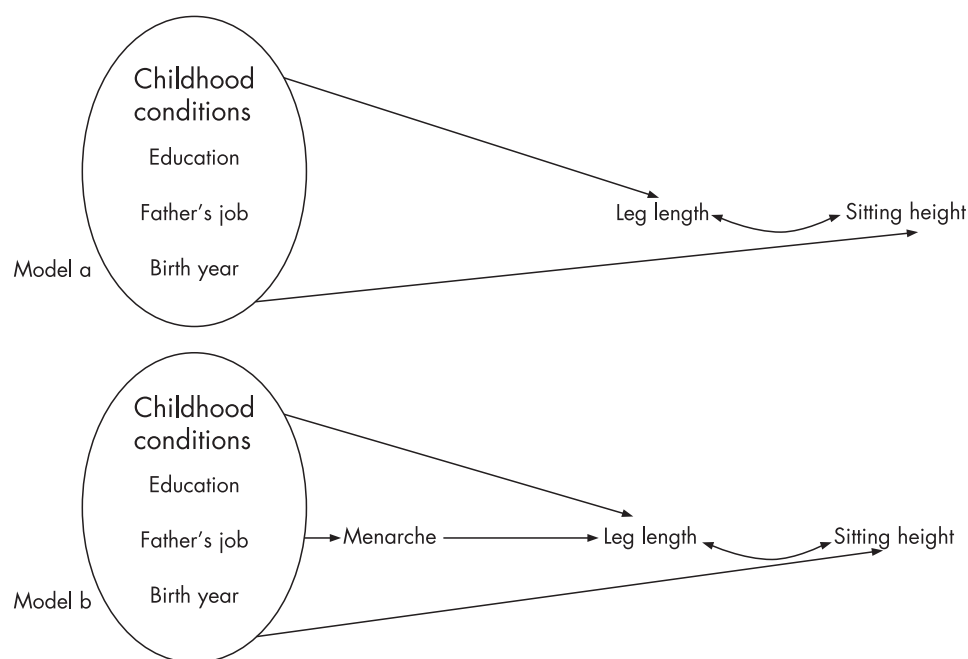 Childhood
conditions
Education
Father's job
Leg length
Sitting height
Model a
Birth year
Childhood
conditions
Education
Father's job
Menarche
Leg length
Sitting height
Model b
Birth year